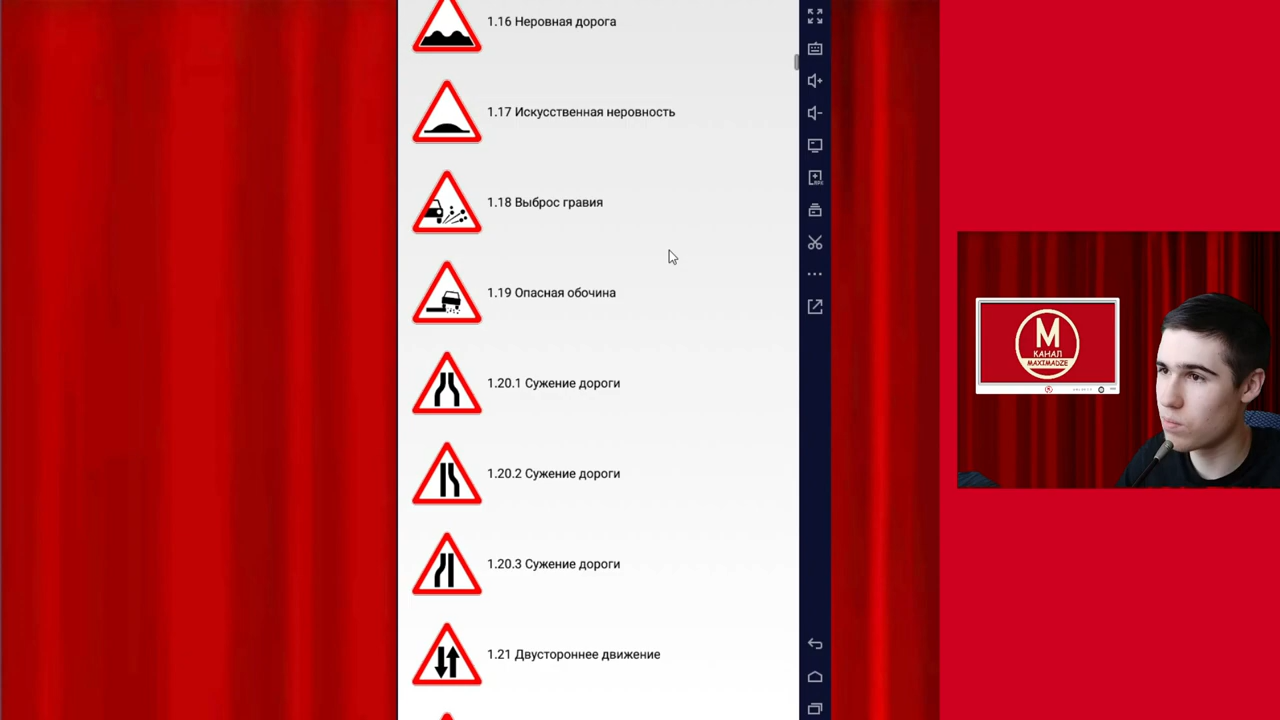 1.16 Неровная дорога
1.17 Искусственная неровность
1.18 Выброс гравия
1.19 Опасная обочина
1.20.1 Сужение дороги
1.20.2 Сужение дороги
1.20.3 Сужение дороги
1.21 Двустороннее движение
М
КАНАЛ
MAXIMADZE